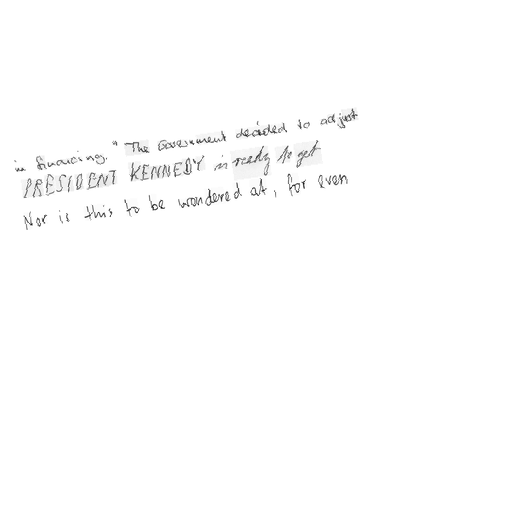 in financing." The Government decided to adjust
PRESIDENT KENNEDY is ready to get
Nor is this to be wondered at, for even